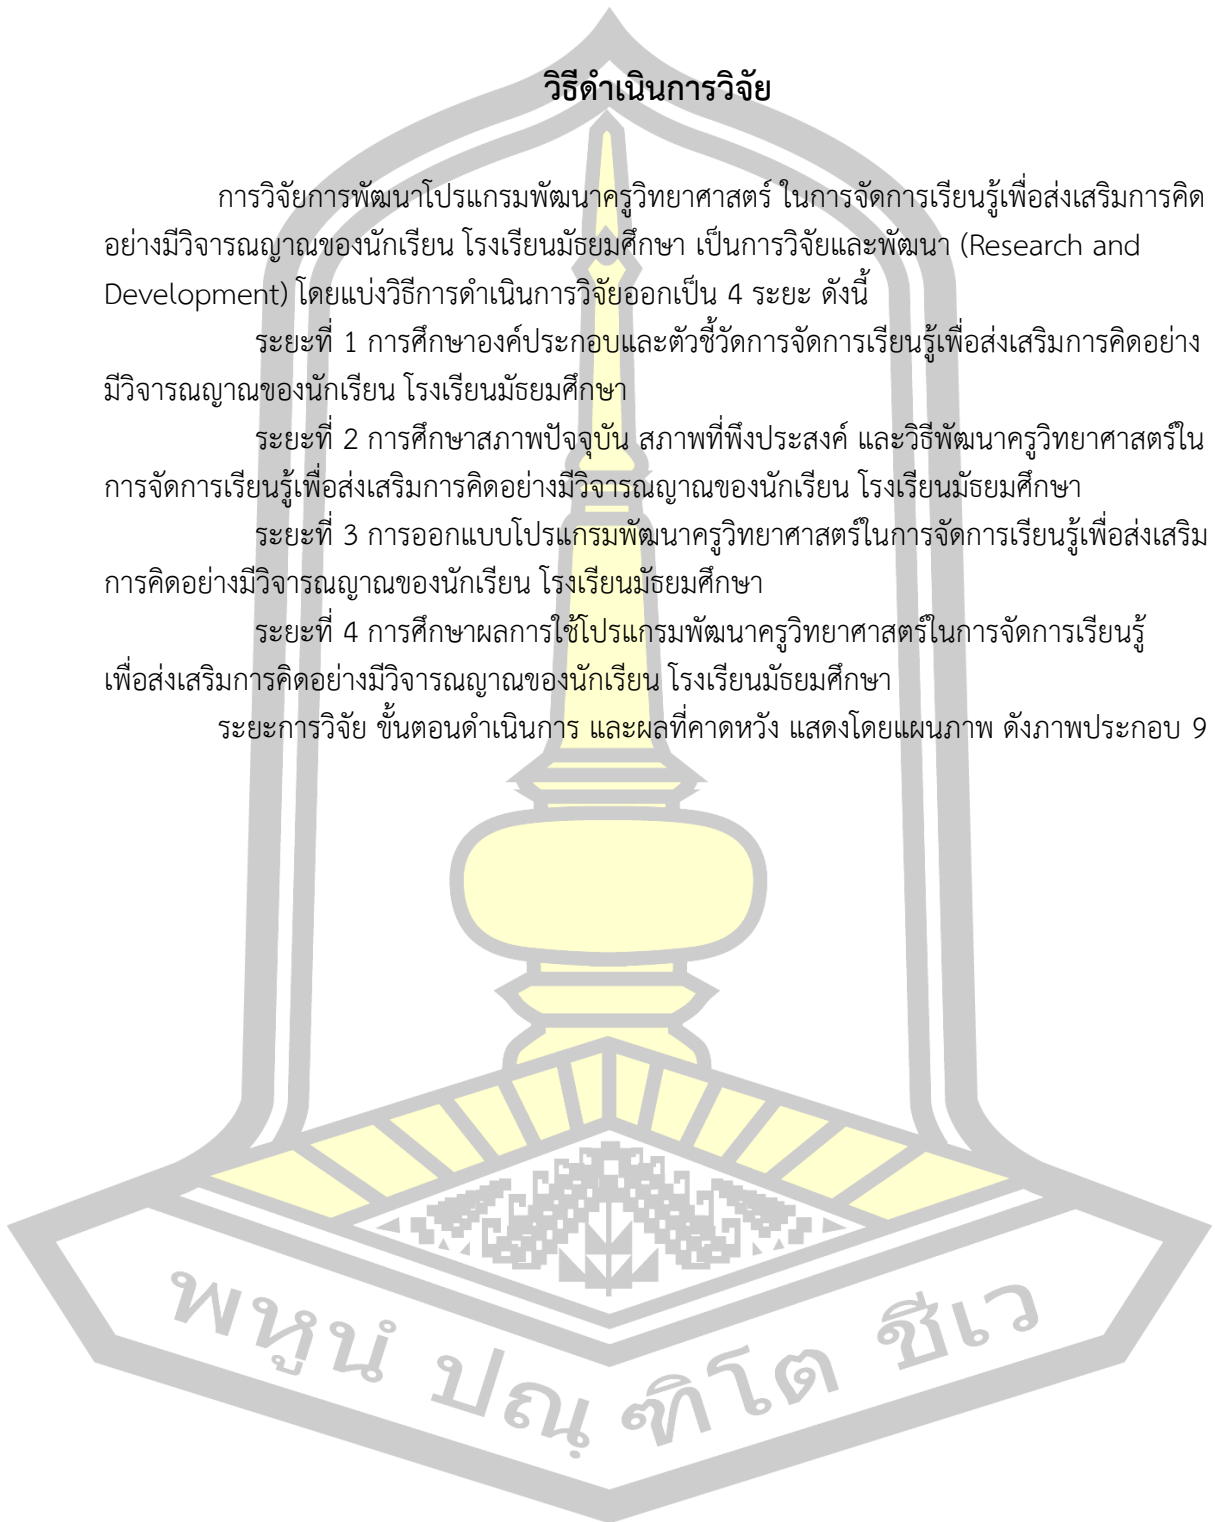 วิธีดำเนินการวิจัย
การวิจัยการพัฒนาโปรแกรมพัฒนาครูวิทยาศาสตร์ ในการจัดการเรียนรู้เพื่อส่งเสริมการคิด
อย่างมีวิจารณญาณของนักเรียน โรงเรียนมัธยมศึกษา เป็นการวิจัยและพัฒนา (Research and
Development) โดยแบ่งวิธีการดำเนินการวิจัยออกเป็น 4 ระยะ ดังนี้
ระยะที่ 1 การศึกษาองค์ประกอบและตัวชี้วัดการจัดการเรียนรู้เพื่อส่งเสริมการคิดอย่าง
มีวิจารณญาณของนักเรียน โรงเรียนมัธยมศึกษา
ระยะที่ 2 การศึกษาสภาพปัจจุบัน สภาพที่พึงประสงค์ และวิธีพัฒนาครูวิทยาศาสตร์ใน
การจัดการเรียนรู้เพื่อส่งเสริมการคิดอย่างมีวิจารณญาณของนักเรียน โรงเรียนมัธยมศึกษา
ระยะที่ 3 การออกแบบโปรแกรมพัฒนาครูวิทยาศาสตร์ในการจัดการเรียนรู้เพื่อส่งเสริม
การคิดอย่างมีวิจารณญาณของนักเรียน โรงเรียนมัธยมศึกษา
ระยะที่ 4 การศึกษาผลการใช้โปรแกรมพัฒนาครูวิทยาศาสตร์ในการจัดการเรียนรู้
เพื่อส่งเสริมการคิดอย่างมีวิจารณญาณของนักเรียน โรงเรียนมัธยมศึกษา
ระยะการวิจัย ขั้นตอนดำเนินการ และผลที่คาดหวัง แสดงโดยแผนภาพ ดังภาพประกอบ 9
พหูนํ ปณฺฑิโต ชีเว